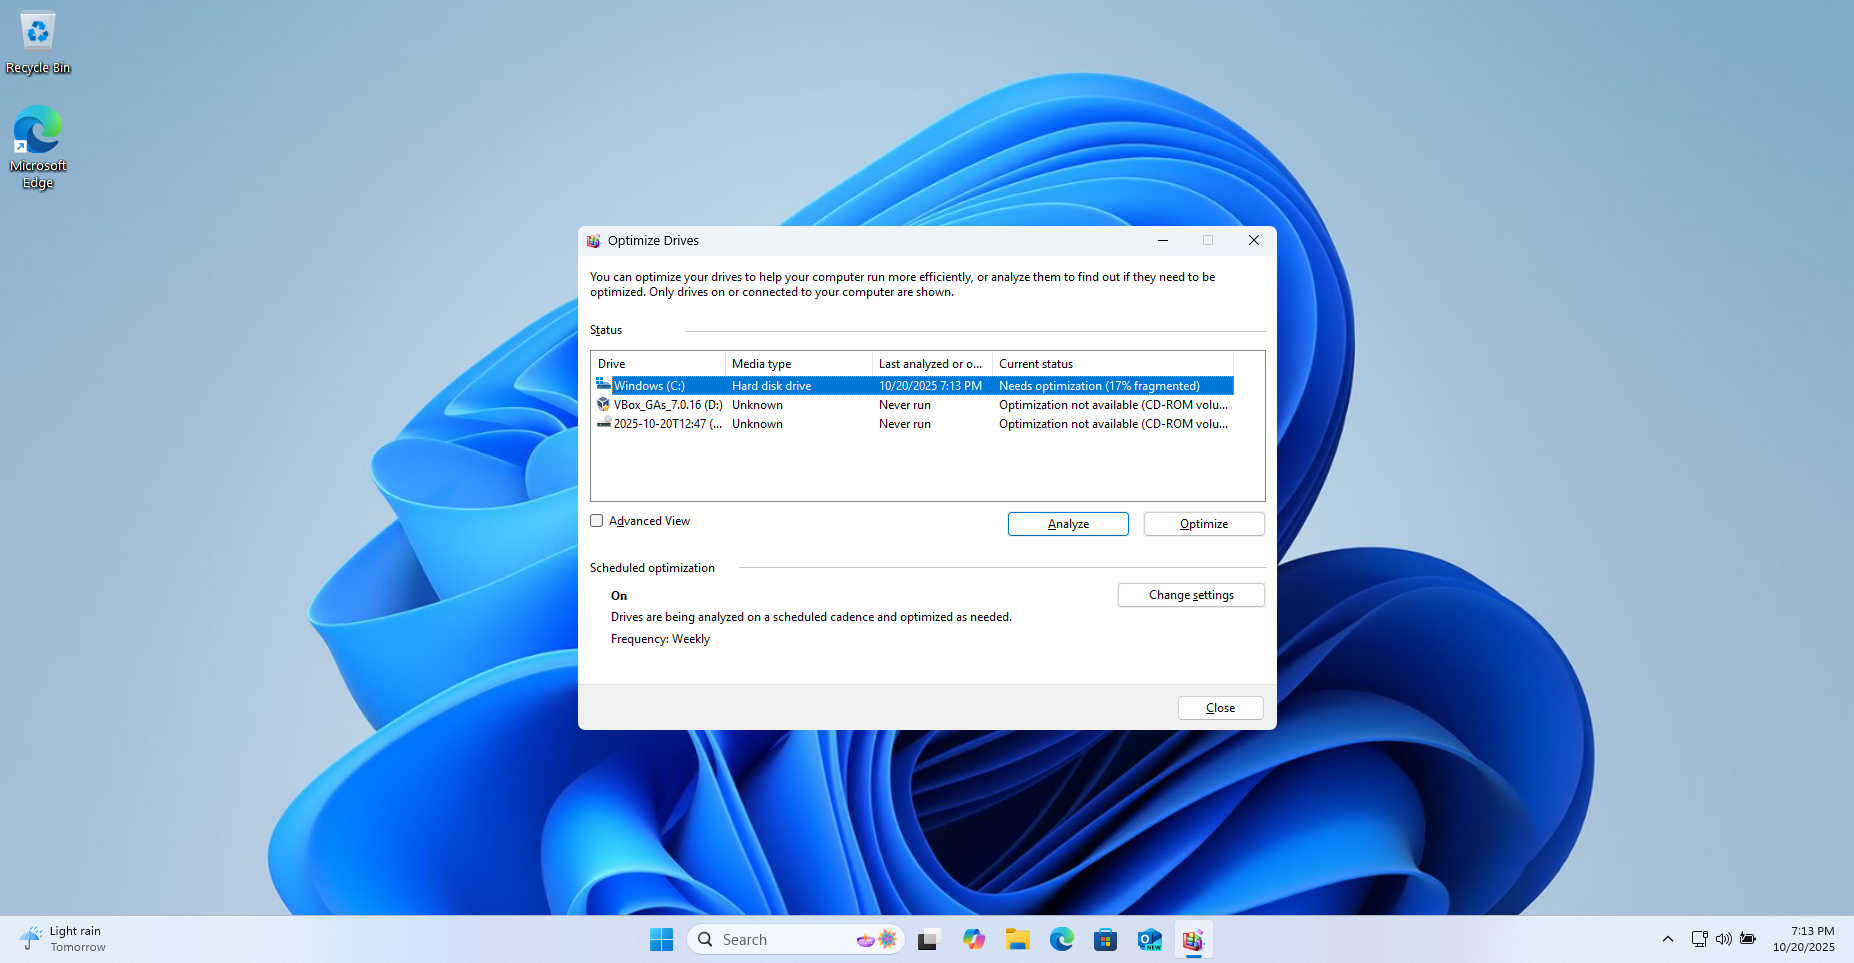 Recycle Bin
Microsoft
Edge
Optimize Drives
You can optimize your drives to help your computer run more efficiently, or analyze them to find out if they need to be
optimized. Only drives on or connected to your computer are shown.
Status
Drive Media type Last analyzed or o... Current status
Windows (C:) Hard disk drive 10/20/2025 7:13 PM Needs optimization (17% fragmented)
VBox_GAs_7.0.16 (D:) Unknown Never run Optimization not available (CD-ROM volu...
2025-10-20T12:47 (... Unknown Never run Optimization not available (CD-ROM volu...
Advanced View Analyze Optimize
Scheduled optimization
On Change settings
Drives are being analyzed on a scheduled cadence and optimized as needed.
Frequency: Weekly
Close
Light rain
Tomorrow
Search
NEW
7:13 PM
10/20/2025